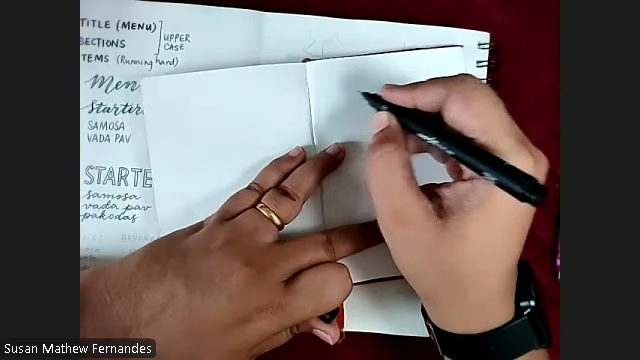 TITLE (MENU)
SECTIONS
UPPER
CASE
ITEMS (Running hand)
Men
Starter
SAMOSA
VADA PAV
STARTE
samosa
vada pav
pakodas
Susan Mathew Fernandes